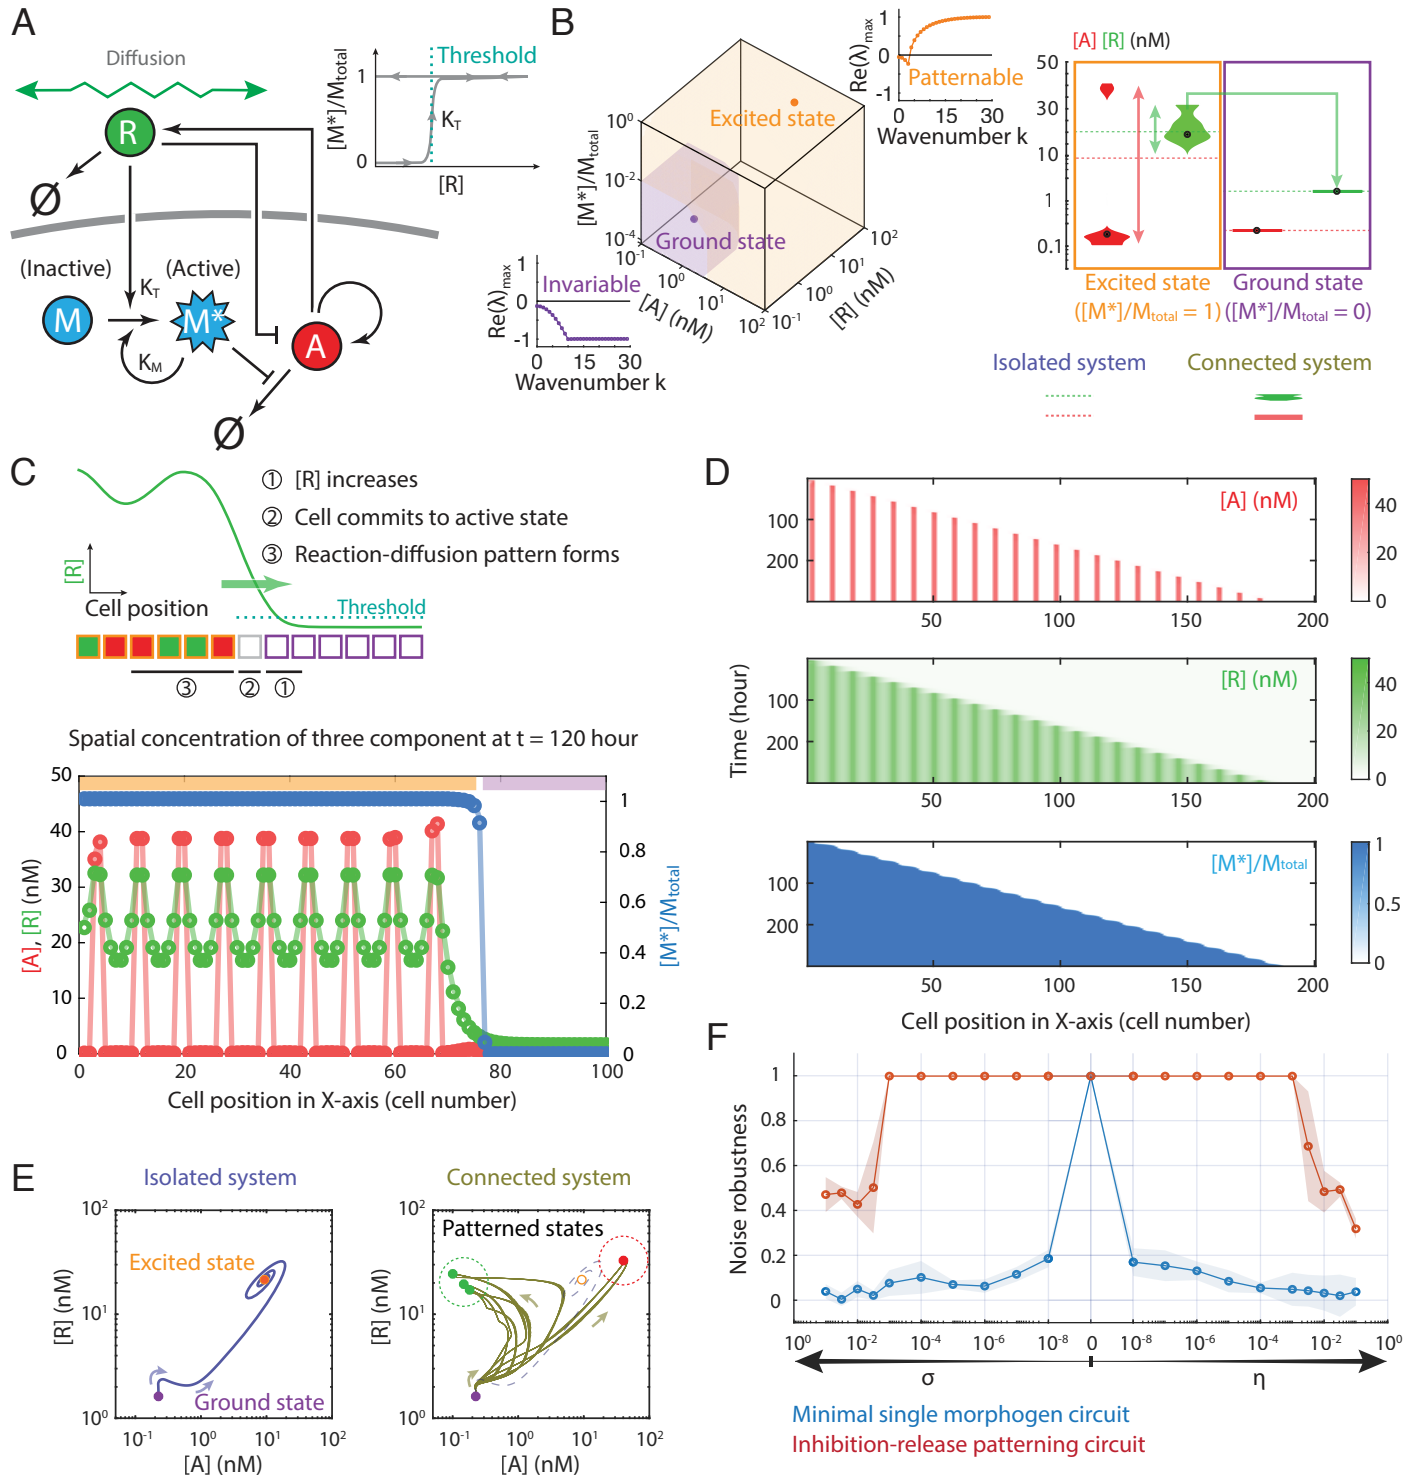 A
Diffusion
R
Ø
(Inactive)
(Active)
K_T
M
M*
K_M
A
Ø
[M*]/M_total
1
0
Threshold
K_T
[R]
B
[M*]/M_total
10^0
10^-2
10^-4
10^-1
10^0
10^1
10^2
[A] (nM)
10^-1
10^0
10^1
10^2
[R] (nM)
Excited state
Ground state
Re(λ)_max
1
0
-1
Patternable
0 15 30
Wavenumber k
Re(λ)_max
1
0
-1
Invariable
0 15 30
Wavenumber k
[A] [R] (nM)
50
30
10
1
0.1
Excited state
([M*]/M_total = 1)
Ground state
([M*]/M_total = 0)
Isolated system
Connected system
C
① [R] increases
② Cell commits to active state
③ Reaction-diffusion pattern forms
[R]
Cell position
Threshold
③ ② ①
Spatial concentration of three component at t = 120 hour
[A], [R] (nM)
50
40
30
20
10
0
1
0.8
0.6
0.4
0.2
0
[M*]/M_total
0 20 40 60 80 100
Cell position in X-axis (cell number)
D
[A] (nM)
100
200
50 100 150 200
40
20
0
[R] (nM)
Time (hour)
100
200
50 100 150 200
40
20
0
[M*]/M_total
100
200
50 100 150 200
1
0.5
0
Cell position in X-axis (cell number)
E
Isolated system
[R] (nM)
10^2
10^1
10^0
Excited state
Ground state
10^-1 10^0 10^1 10^2
[A] (nM)
Connected system
[R] (nM)
10^2
10^1
10^0
Patterned states
10^-1 10^0 10^1 10^2
[A] (nM)
F
Noise robustness
1
0.8
0.6
0.4
0.2
0
10^0 10^-2 10^-4 10^-6 10^-8 0 10^-8 10^-6 10^-4 10^-2 10^0
σ η
Minimal single morphogen circuit
Inhibition-release patterning circuit